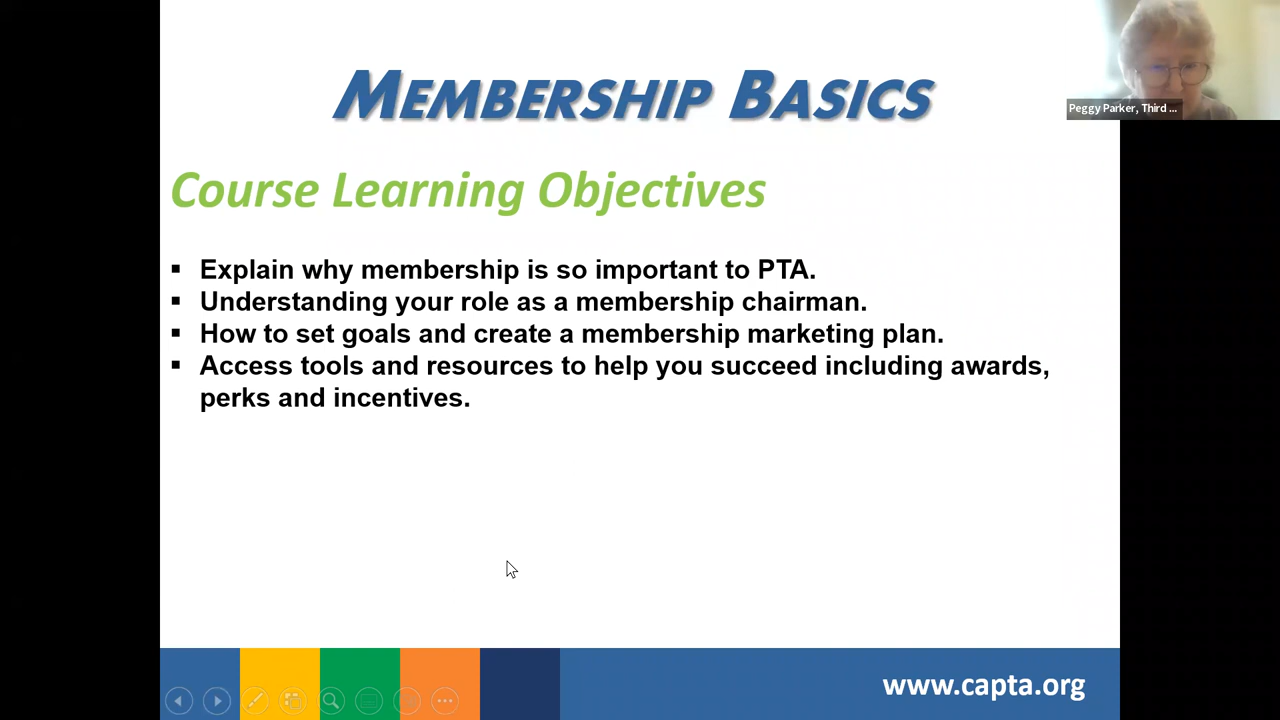 MEMBERSHIP BASICS
Peggy Parker, Third ...
Course Learning Objectives
▪ Explain why membership is so important to PTA.
▪ Understanding your role as a membership chairman.
▪ How to set goals and create a membership marketing plan.
▪ Access tools and resources to help you succeed including awards,
perks and incentives.
www.capta.org